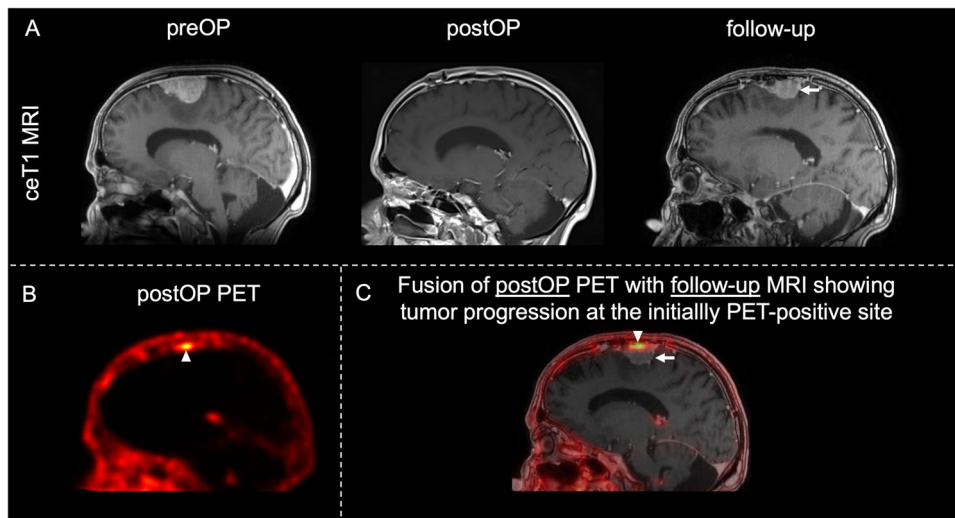 A
preOP
postOP
follow-up
ceT1 MRI
B
postOP PET
C
Fusion of postOP PET with follow-up MRI showing
tumor progression at the initiallly PET-positive site